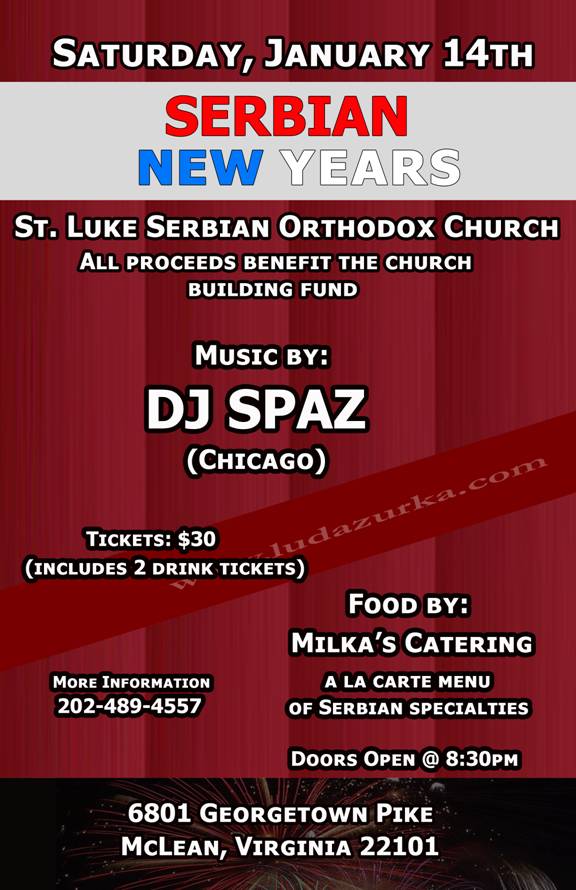 Saturday, January 14th
SERBIAN
NEW YEARS
St. Luke Serbian Orthodox Church
All proceeds benefit the church
building fund
Music by:
DJ SPAZ
(Chicago)
www.ludazurka.com
Tickets: $30
(includes 2 drink tickets)
Food by:
Milka's Catering
a la carte menu
of Serbian specialties
More Information
202-489-4557
Doors Open @ 8:30pm
6801 Georgetown Pike
McLean, Virginia 22101